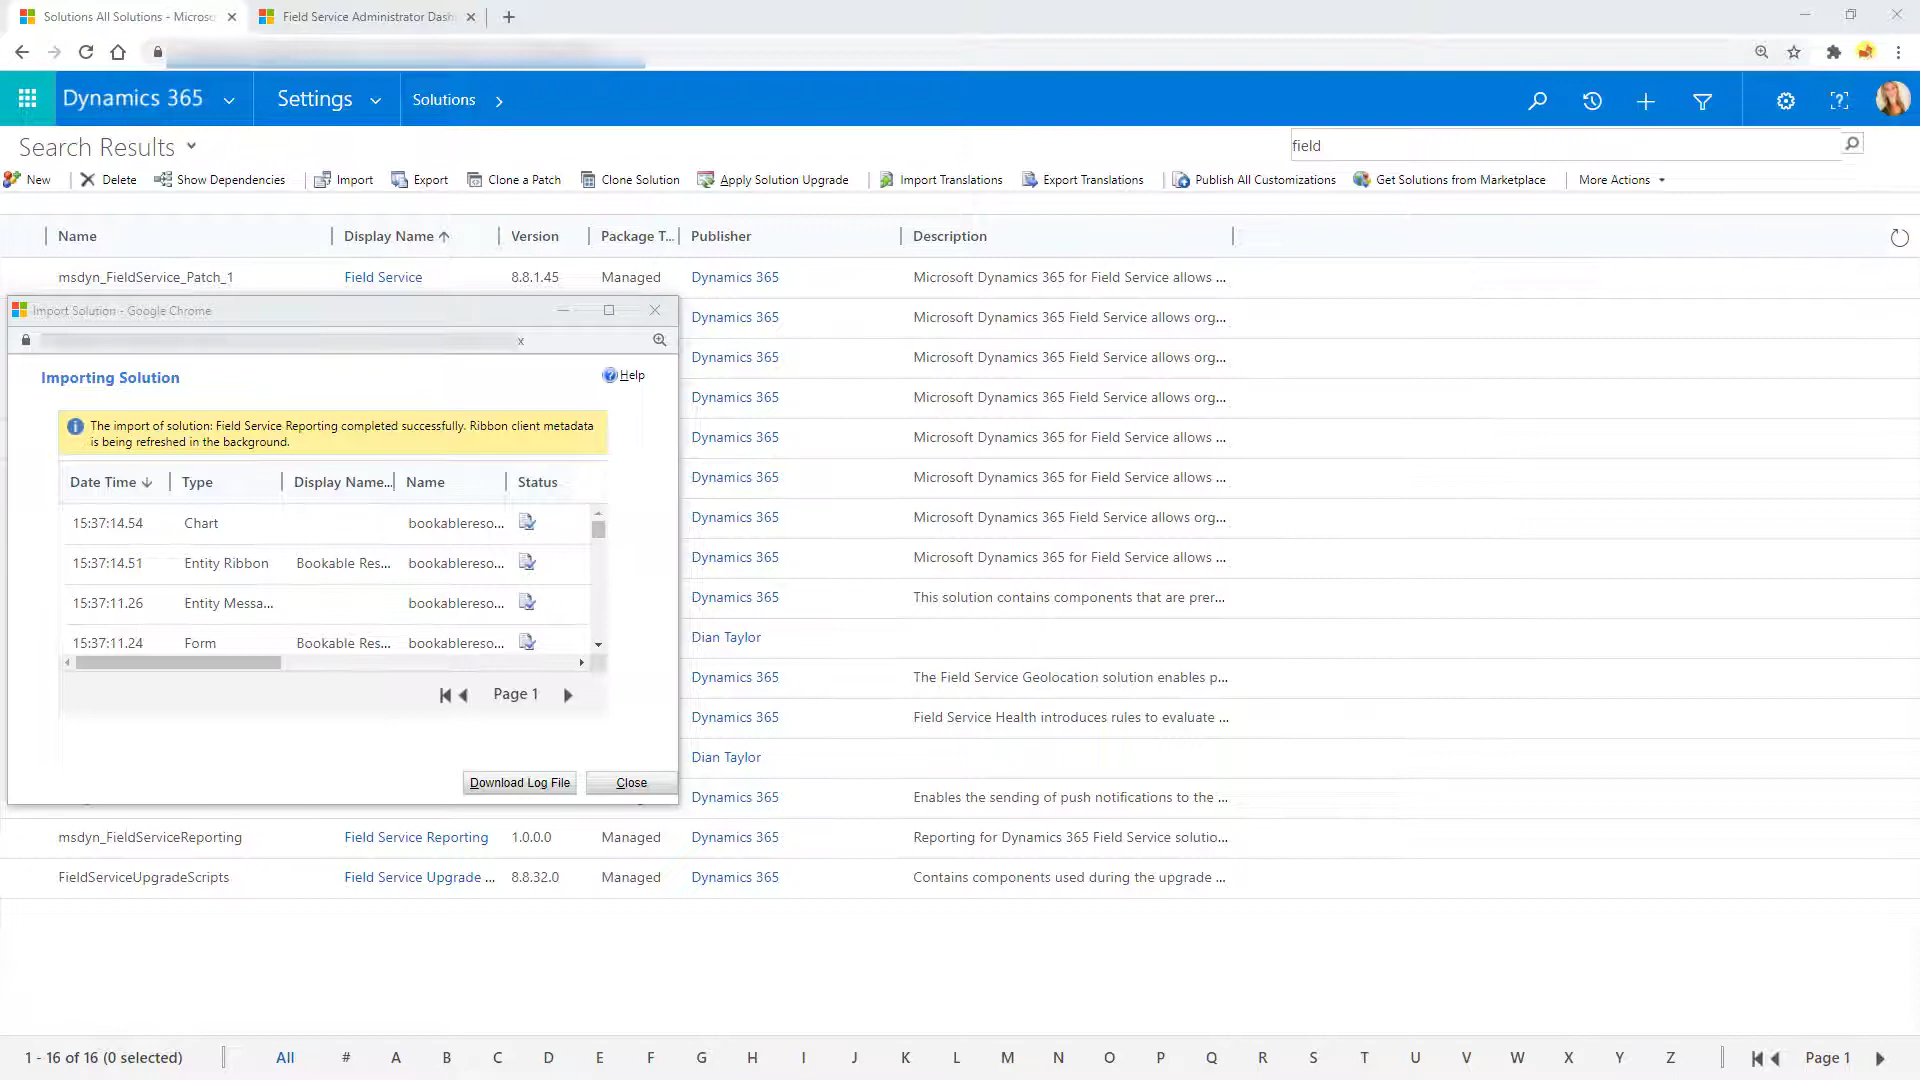 Solutions All Solutions - Microso
Field Service Administrator Dash
Dynamics 365
Settings
Solutions
Search Results
field
New
Delete
Show Dependencies
Import
Export
Clone a Patch
Clone Solution
Apply Solution Upgrade
Import Translations
Export Translations
Publish All Customizations
Get Solutions from Marketplace
More Actions
Name
Display Name
Version
Package T...
Publisher
Description
msdyn_FieldService_Patch_1
Field Service
8.8.1.45
Managed
Dynamics 365
Microsoft Dynamics 365 for Field Service allows ...
Dynamics 365
Microsoft Dynamics 365 Field Service allows org...
Dynamics 365
Microsoft Dynamics 365 Field Service allows org...
Dynamics 365
Microsoft Dynamics 365 Field Service allows org...
Dynamics 365
Microsoft Dynamics 365 for Field Service allows ...
Dynamics 365
Microsoft Dynamics 365 for Field Service allows ...
Dynamics 365
Microsoft Dynamics 365 Field Service allows org...
Dynamics 365
Microsoft Dynamics 365 for Field Service allows ...
Dynamics 365
This solution contains components that are prer...
Dian Taylor
Dynamics 365
The Field Service Geolocation solution enables p...
Dynamics 365
Field Service Health introduces rules to evaluate ...
Dian Taylor
Dynamics 365
Enables the sending of push notifications to the ...
Import Solution - Google Chrome
x
Importing Solution
Help
The import of solution: Field Service Reporting completed successfully. Ribbon client metadata
is being refreshed in the background.
Date Time
Type
Display Name...
Name
Status
15:37:14.54
Chart
bookablereso...
15:37:14.51
Entity Ribbon
Bookable Res...
bookablereso...
15:37:11.26
Entity Messa...
bookablereso...
15:37:11.24
Form
Bookable Res...
bookablereso...
Page 1
Download Log File
Close
msdyn_FieldServiceReporting
Field Service Reporting
1.0.0.0
Managed
Dynamics 365
Reporting for Dynamics 365 Field Service solutio...
FieldServiceUpgradeScripts
Field Service Upgrade ...
8.8.32.0
Managed
Dynamics 365
Contains components used during the upgrade ...
1 - 16 of 16 (0 selected)
All
#
A
B
C
D
E
F
G
H
I
J
K
L
M
N
O
P
Q
R
S
T
U
V
W
X
Y
Z
Page 1